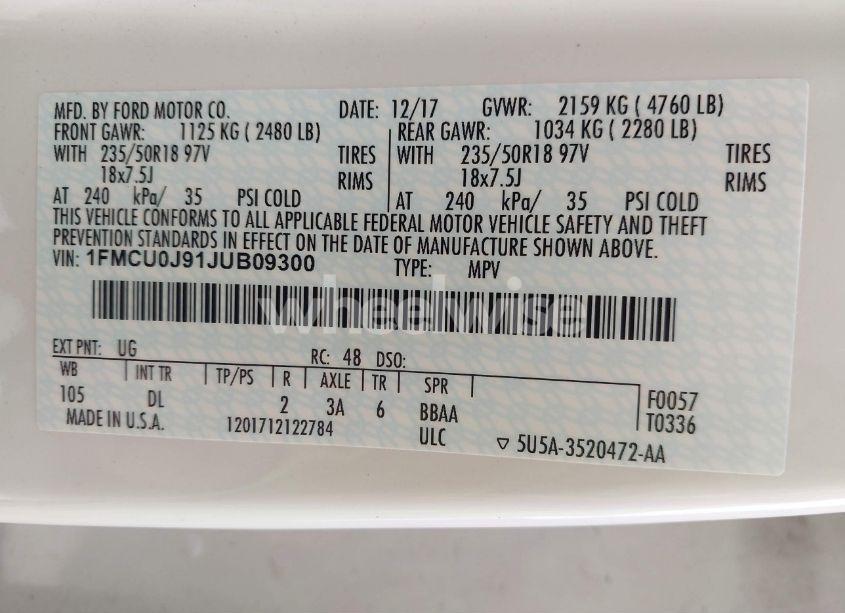 MFD. BY FORD MOTOR CO. DATE: 12/17 GVWR: 2159 KG ( 4760 LB)
FRONT GAWR: 1125 KG ( 2480 LB) REAR GAWR: 1034 KG ( 2280 LB)
WITH 235/50R18 97V TIRES WITH 235/50R18 97V TIRES
18x7.5J RIMS 18x7.5J RIMS
AT 240 kPa/ 35 PSI COLD AT 240 kPa/ 35 PSI COLD
THIS VEHICLE CONFORMS TO ALL APPLICABLE FEDERAL MOTOR VEHICLE SAFETY AND THEFT
PREVENTION STANDARDS IN EFFECT ON THE DATE OF MANUFACTURE SHOWN ABOVE.
VIN: 1FMCU0J91JUB09300 TYPE: MPV
wheelwise
EXT PNT: UG RC: 48 DSO:
WB INT TR TP/PS R AXLE TR SPR
105 DL 2 3A 6 BBAA F0057
MADE IN U.S.A. 1201712122784 ULC T0336
5U5A-3520472-AA